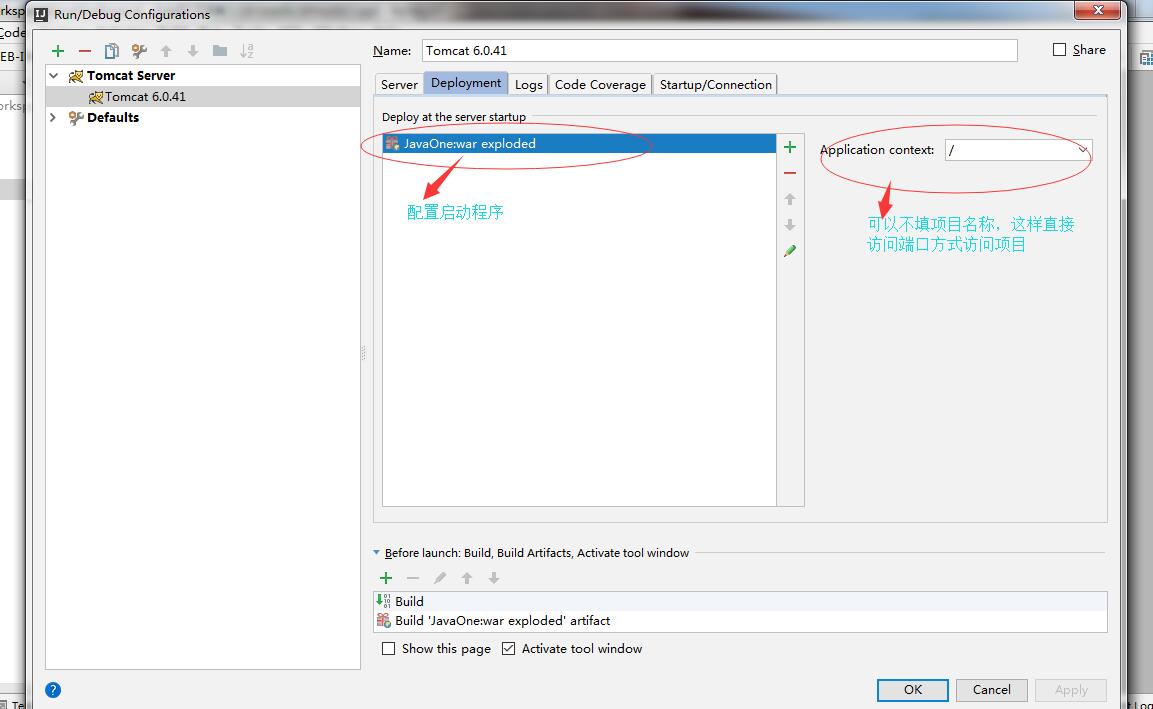 Run/Debug Configurations
Name: Tomcat 6.0.41
Share
Tomcat Server
Tomcat 6.0.41
Defaults
Server Deployment Logs Code Coverage Startup/Connection
Deploy at the server startup
JavaOne:war exploded
Application context: /
配置启动程序
可以不填项目名称，这样直接
访问端口方式访问项目
Before launch: Build, Build Artifacts, Activate tool window
Build
Build 'JavaOne:war exploded' artifact
Show this page Activate tool window
OK Cancel Apply